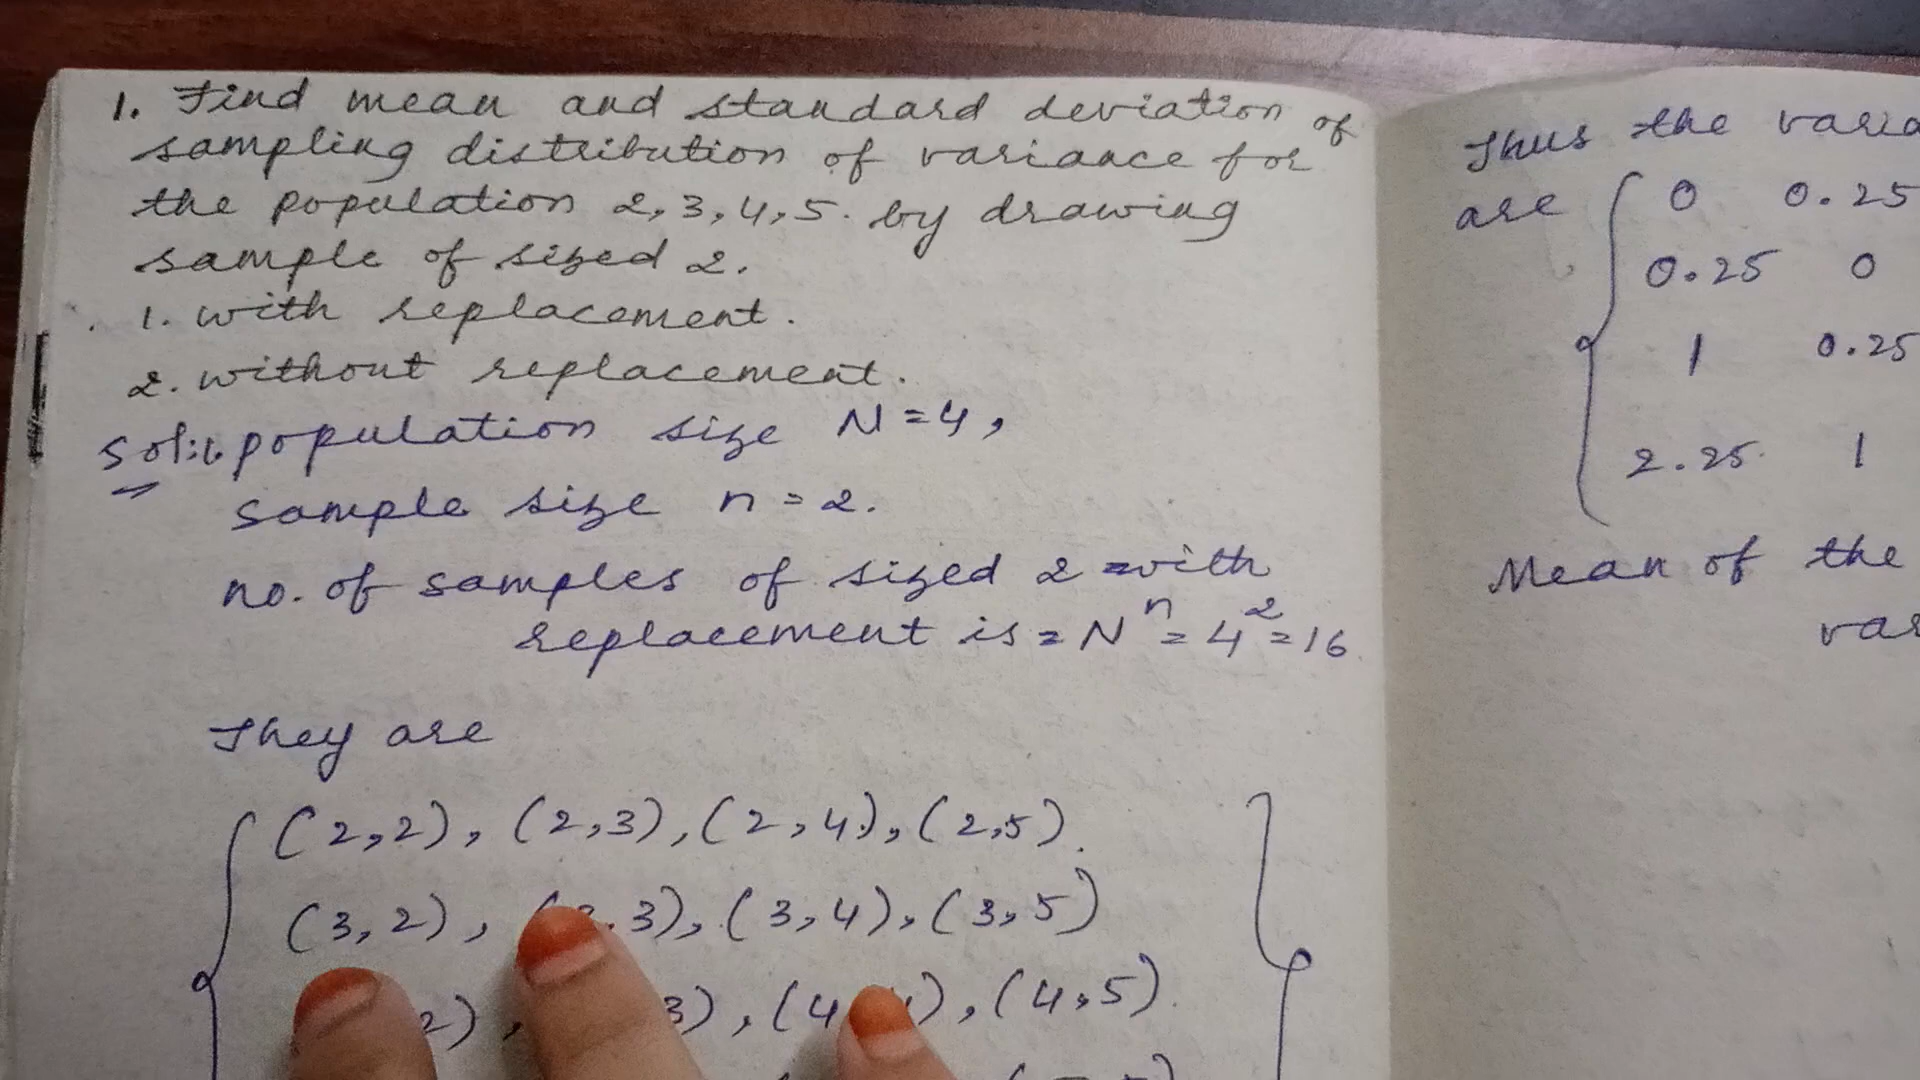 1. Find mean and standard deviation of
sampling distribution of variance for
the population 2, 3, 4, 5. by drawing
sample of sized 2.
1. with replacement.
2. without replacement.
Sol:- population size N = 4,
sample size n = 2.
no. of samples of sized 2 with
replacement is = N^n = 4^2 = 16
They are
(2,2), (2,3), (2,4), (2,5).
(3,2), 3), (3,4), (3,5)
2), 3), (4 ), (4,5).
Thus the
are { 0 0.25
0.25 0
1 0.25
2.25 1
Mean of the